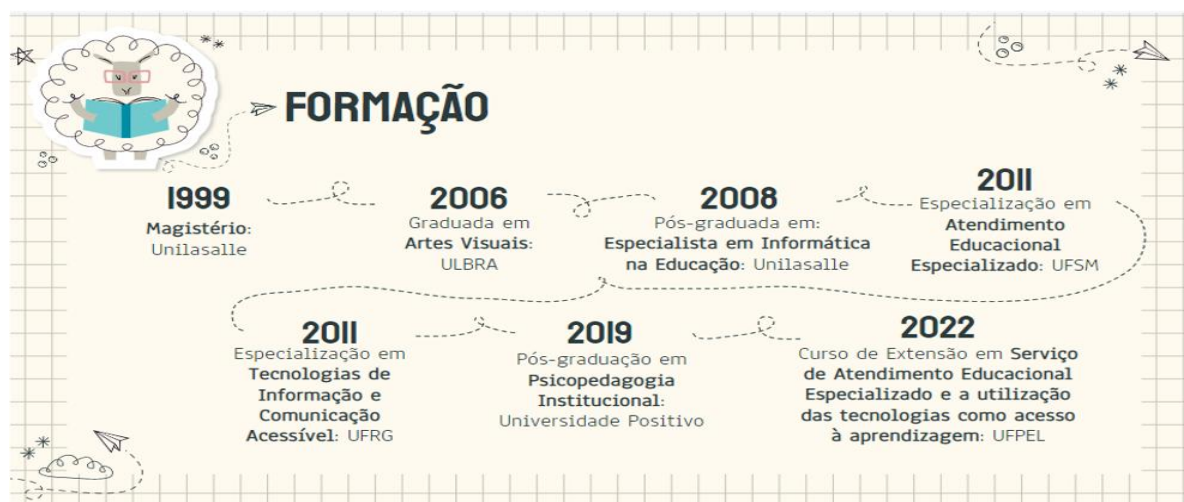 FORMAÇÃO
1999
Magistério:
Unilasalle
2006
Graduada em
Artes Visuais:
ULBRA
2008
Pós-graduada em:
Especialista em Informática
na Educação: Unilasalle
2011
Especialização em
Atendimento
Educacional
Especializado: UFSM
2011
Especialização em
Tecnologias de
Informação e
Comunicação
Acessível: UFRG
2019
Pós-graduação em
Psicopedagogia
Institucional:
Universidade Positivo
2022
Curso de Extensão em Serviço
de Atendimento Educacional
Especializado e a utilização
das tecnologias como acesso
à aprendizagem: UFPEL